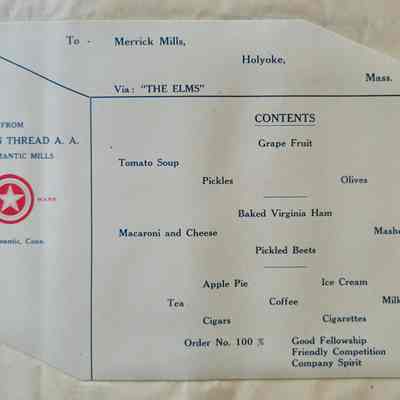 To - Merrick Mills,
Holyoke,
Mass.
Via: "THE ELMS"
FROM
THREAD A. A.
MILLS
MARK
Conn.
CONTENTS
Grape Fruit
Tomato Soup
Pickles Olives
Baked Virginia Ham
Macaroni and Cheese
Pickled Beets
Apple Pie Ice Cream
Tea Coffee Milk
Cigars Cigarettes
Order No. 100 % Good Fellowship
Friendly Competition
Company Spirit